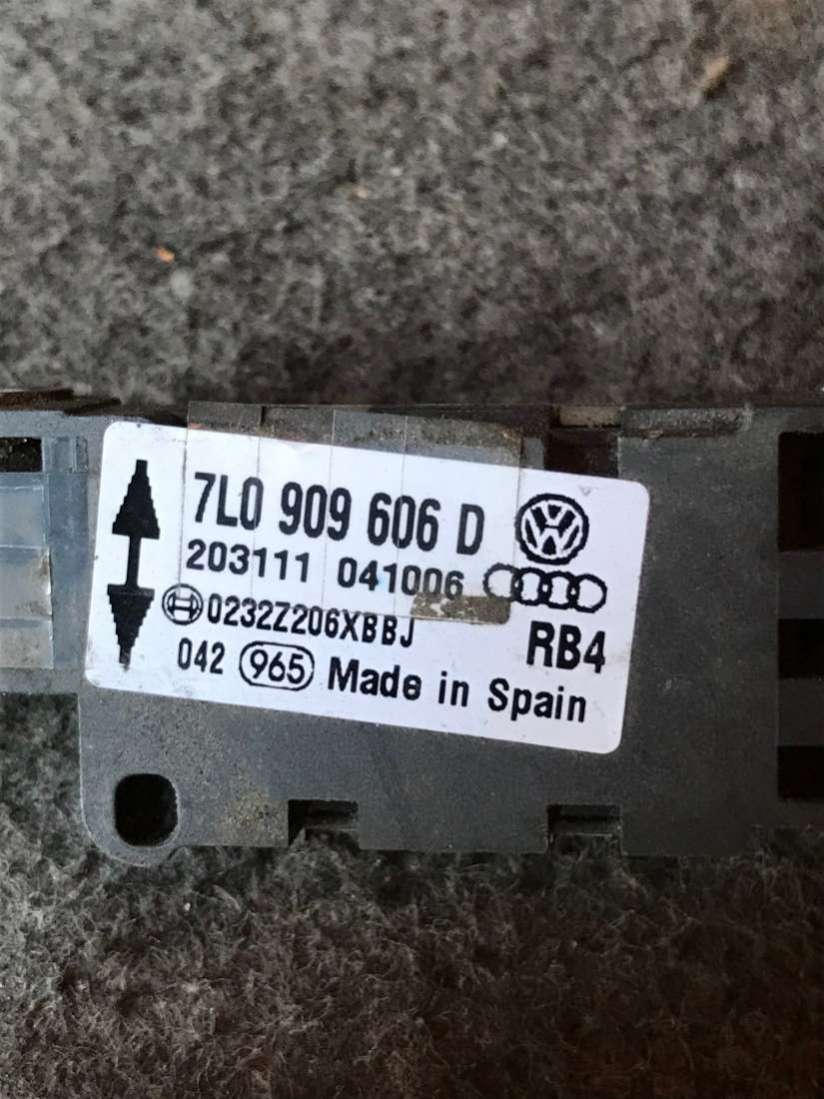 7L0 909 606 D
203111 041006
0232Z206XBBJ
RB4
042 965 Made in Spain